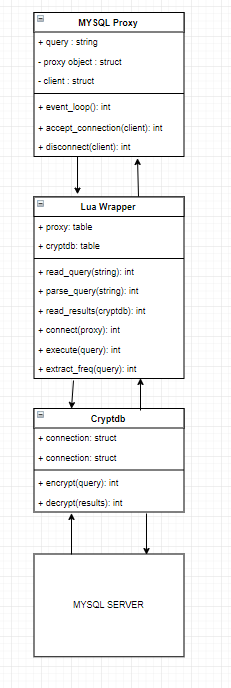 MYSQL Proxy
+ query : string
- proxy object : struct
- client : struct
+ event_loop(): int
+ accept_connection(client): int
+ disconnect(client): int
Lua Wrapper
+ proxy: table
+ cryptdb: table
+ read_query(string): int
+ parse_query(string): int
+ read_results(cryptdb): int
+ connect(proxy): int
+ execute(query): int
+ extract_freq(query): int
Cryptdb
+ connection: struct
+ connection: struct
+ encrypt(query): int
+ decrypt(results): int
MYSQL SERVER